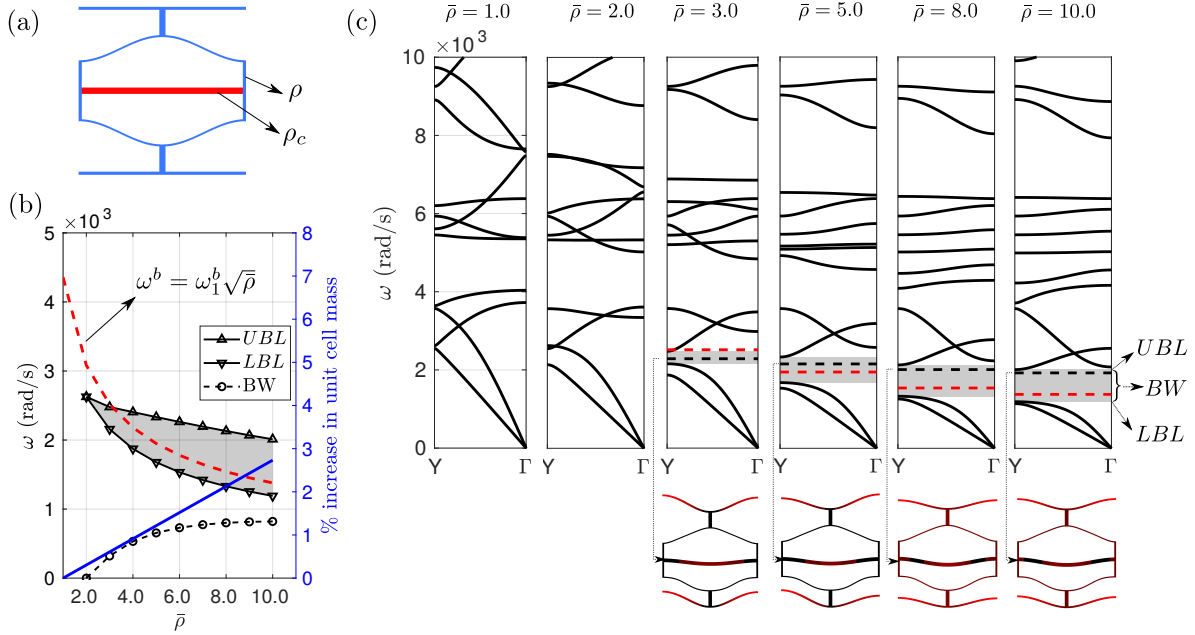 (a)
ρ
ρ_c
(b)
×10³
ω^b = ω_1^b √ρ̄
UBL
LBL
BW
5
4
3
2
1
0
ω (rad/s)
2.0 4.0 6.0 8.0 10.0
ρ̄
8
7
6
5
4
3
2
1
0
% increase in unit cell mass
(c)
ρ̄ = 1.0 ρ̄ = 2.0 ρ̄ = 3.0 ρ̄ = 5.0 ρ̄ = 8.0 ρ̄ = 10.0
×10³
10
8
6
4
2
0
ω (rad/s)
Y Γ Y Γ Y Γ Y Γ Y Γ Y Γ
UBL
BW
LBL